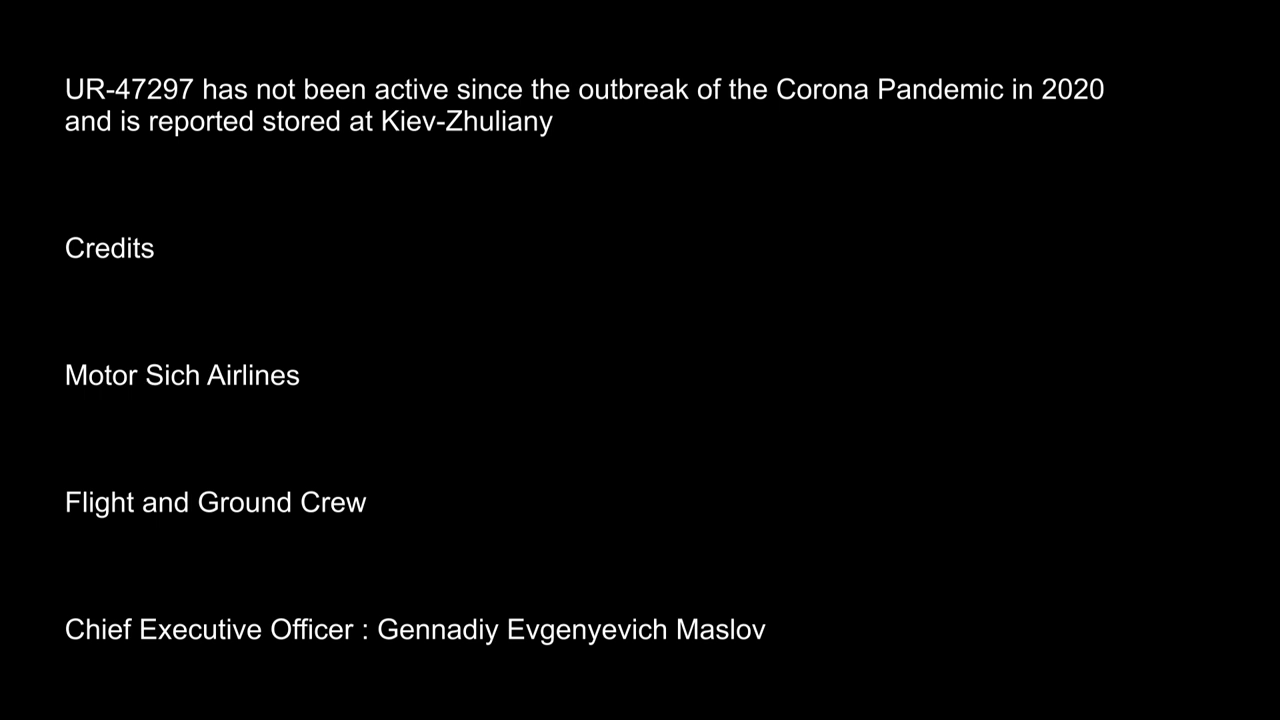 UR-47297 has not been active since the outbreak of the Corona Pandemic in 2020
and is reported stored at Kiev-Zhuliany
Credits
Motor Sich Airlines
Flight and Ground Crew
Chief Executive Officer : Gennadiy Evgenyevich Maslov